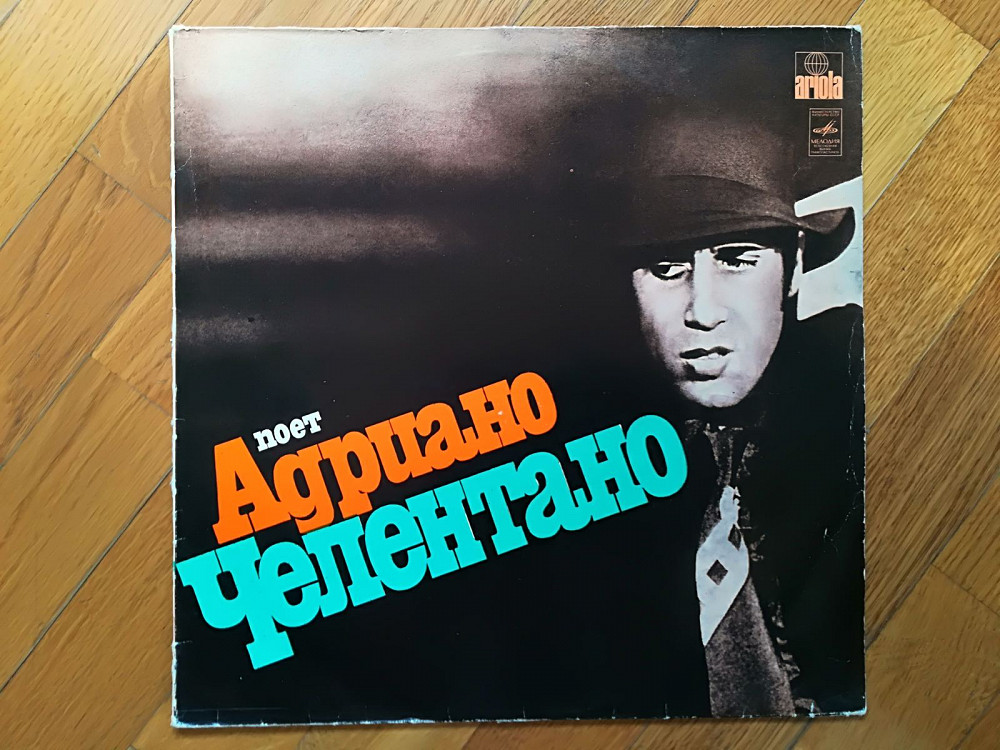 ariola
МЕЛОДИЯ
поет
Адриано
Челентано